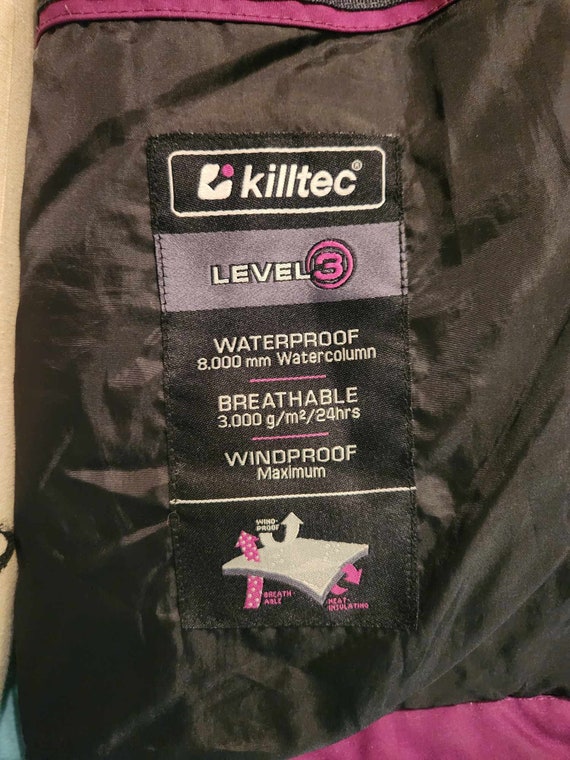 killtec®
LEVEL 3
WATERPROOF
8.000 mm Watercolumn
BREATHABLE
3.000 g/m²/24hrs
WINDPROOF
Maximum
WIND-
PROOF
BREATH-
ABLE
HEAT-
INSULATING